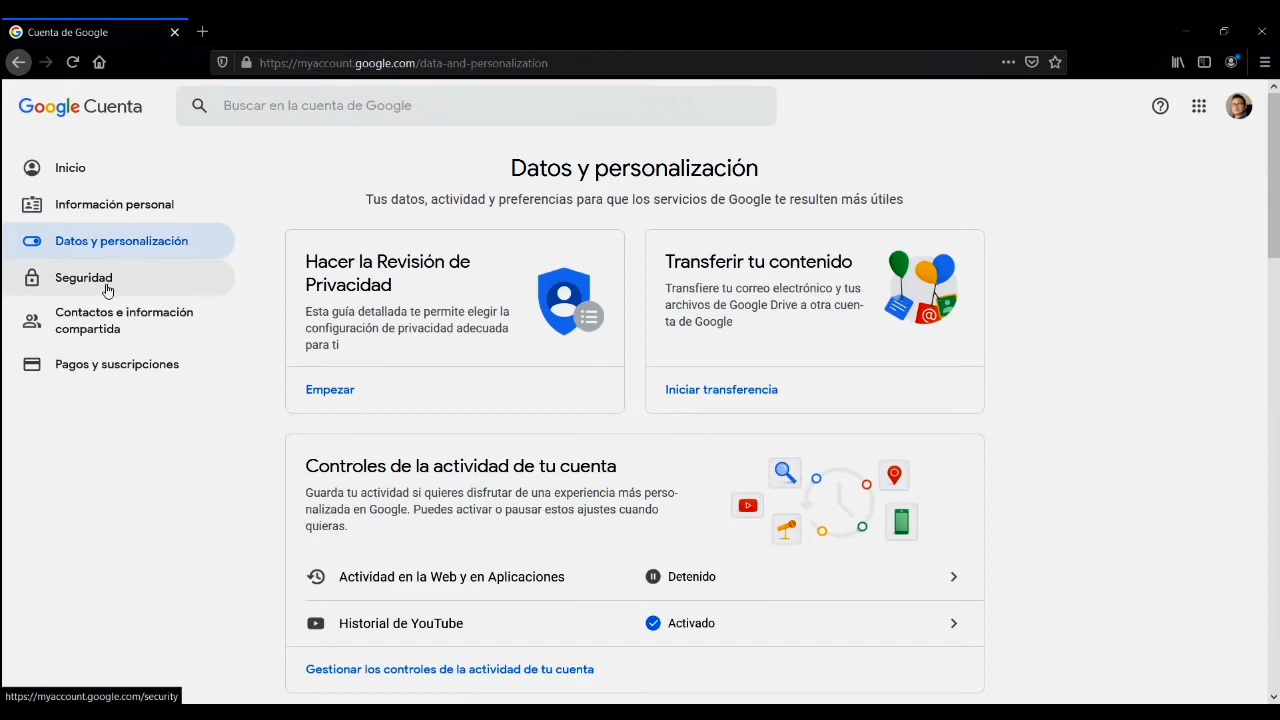 Cuenta de Google
https://myaccount.google.com/data-and-personalization
Google Cuenta
Buscar en la cuenta de Google
Inicio
Información personal
Datos y personalización
Seguridad
Contactos e información
compartida
Pagos y suscripciones
Datos y personalización
Tus datos, actividad y preferencias para que los servicios de Google te resulten más útiles
Hacer la Revisión de
Privacidad
Esta guía detallada te permite elegir la
configuración de privacidad adecuada
para ti
Empezar
Transferir tu contenido
Transfiere tu correo electrónico y tus
archivos de Google Drive a otra cuen-
ta de Google
Iniciar transferencia
Controles de la actividad de tu cuenta
Guarda tu actividad si quieres disfrutar de una experiencia más perso-
nalizada en Google. Puedes activar o pausar estos ajustes cuando
quieras.
Actividad en la Web y en Aplicaciones
Detenido
Historial de YouTube
Activado
Gestionar los controles de la actividad de tu cuenta
https://myaccount.google.com/security